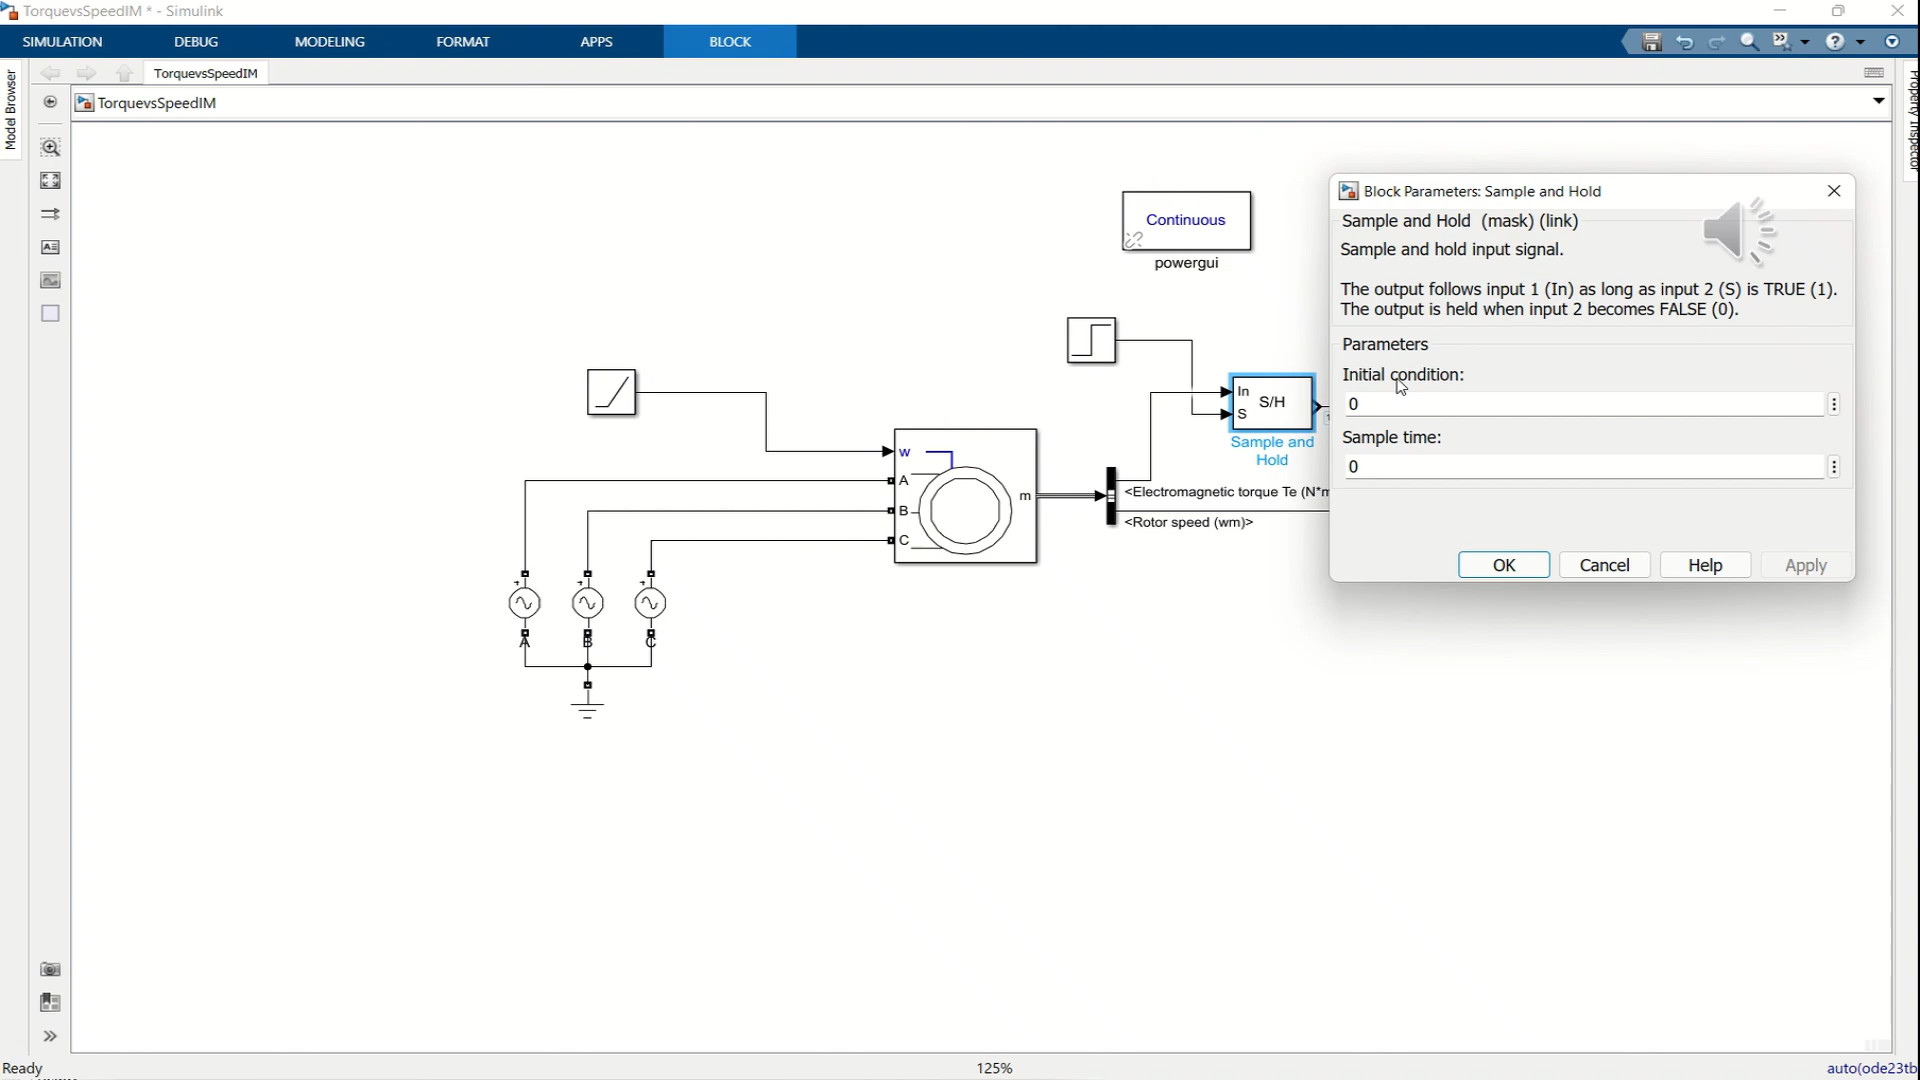 TorquevsSpeedIM * - Simulink
SIMULATION
DEBUG
MODELING
FORMAT
APPS
BLOCK
Model Browser
TorquevsSpeedIM
Property Inspector
TorquevsSpeedIM
Continuous
powergui
Block Parameters: Sample and Hold
Sample and Hold (mask) (link)
Sample and hold input signal.
The output follows input 1 (In) as long as input 2 (S) is TRUE (1).
The output is held when input 2 becomes FALSE (0).
Parameters
Initial condition:
0
Sample time:
0
OK
Cancel
Help
Apply
In
S
S/H
Sample and
Hold
w
A
B
C
m
<Electromagnetic torque Te (N*m
<Rotor speed (wm)>
+
+
+
A
B
C
Ready
125%
auto(ode23tb